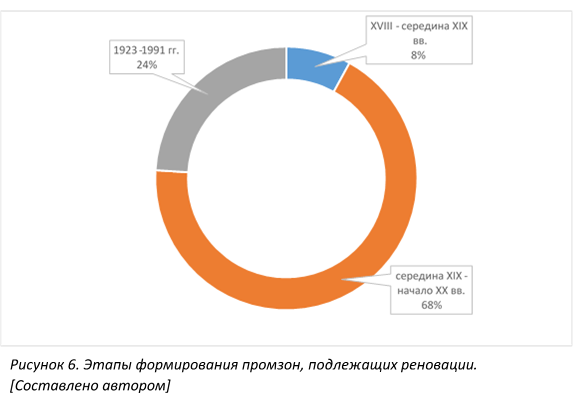 XVIII - середина XIX
вв.
8%
1923-1991 гг.
24%
середина XIX -
начало XX вв.
68%
Рисунок 6. Этапы формирования промзон, подлежащих реновации.
[Составлено автором]